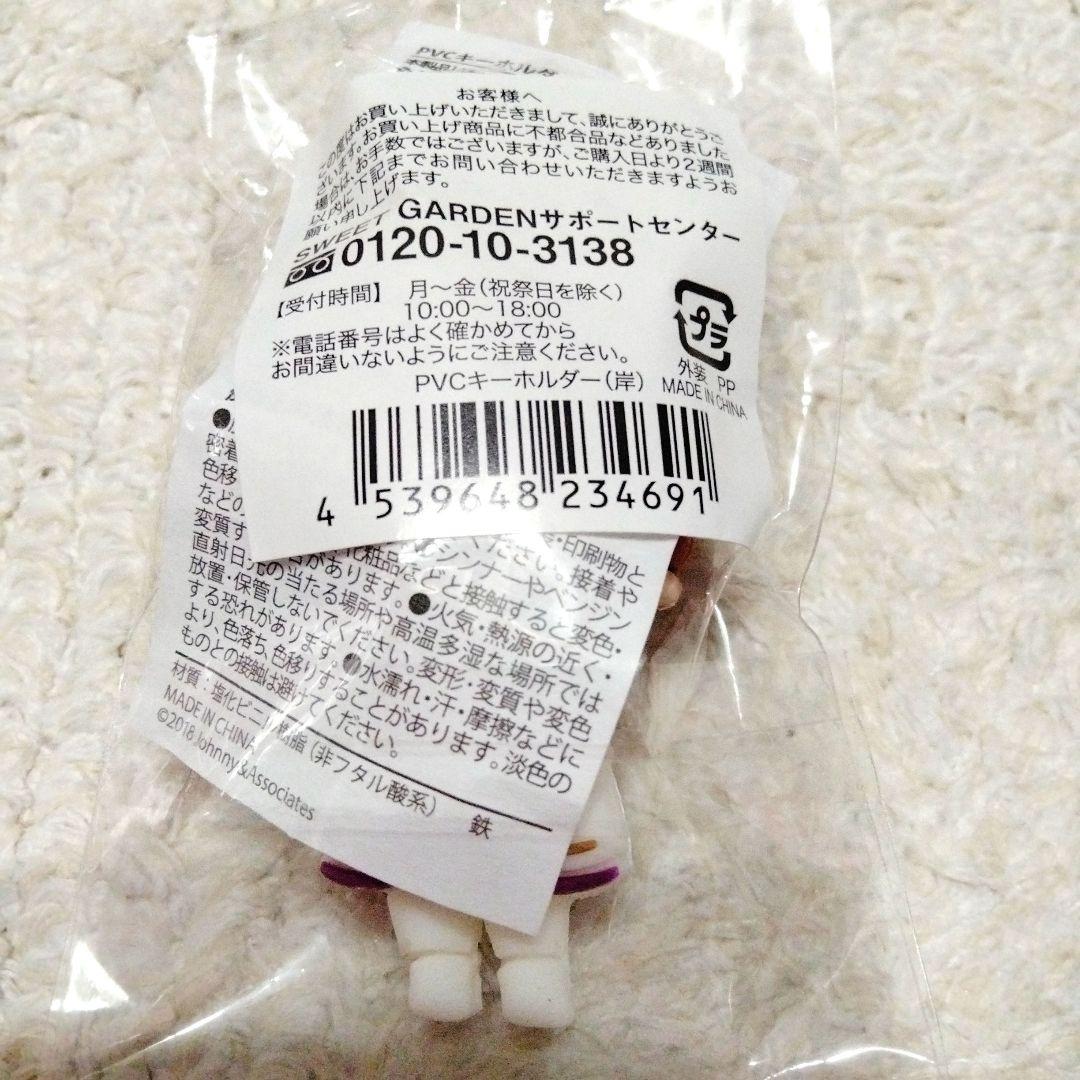 PVCキーホルダ
お客様へ
この度はお買い上げいただきまして、誠にありがとうご
ざいます。お買い上げ商品に不都合品などありました
場合は、お手数ではございますが、ご購入日より2週間
以内に下記までお問い合わせいただきますようお
願い申し上げます。
SWEET GARDENサポートセンター
0120-10-3138
【受付時間】 月〜金(祝祭日を除く)
10:00〜18:00
※電話番号はよく確かめてから
お間違いないようにご注意ください。
PVCキーホルダー(岸)
プラ
外装 PP
MADE IN CHINA
4 539648 234691
密着
色移
などの
変質す
ください。接着や
・印刷物と
シンナーやベンジン
化粧品などと接触すると変色・
があります。●火気・熱源の近く・
直射日光の当たる場所や高温多湿な場所では
放置・保管しないでください。変形・変質や変色
する恐れがあります。●水濡れ・汗・摩擦などに
より、色落ち、色移りすることがあります。淡色の
ものとの接触は避けてください。
材質:塩化ビニル樹脂(非フタル酸系) 鉄
MADE IN CHINA
©2018 Johnny&Associates